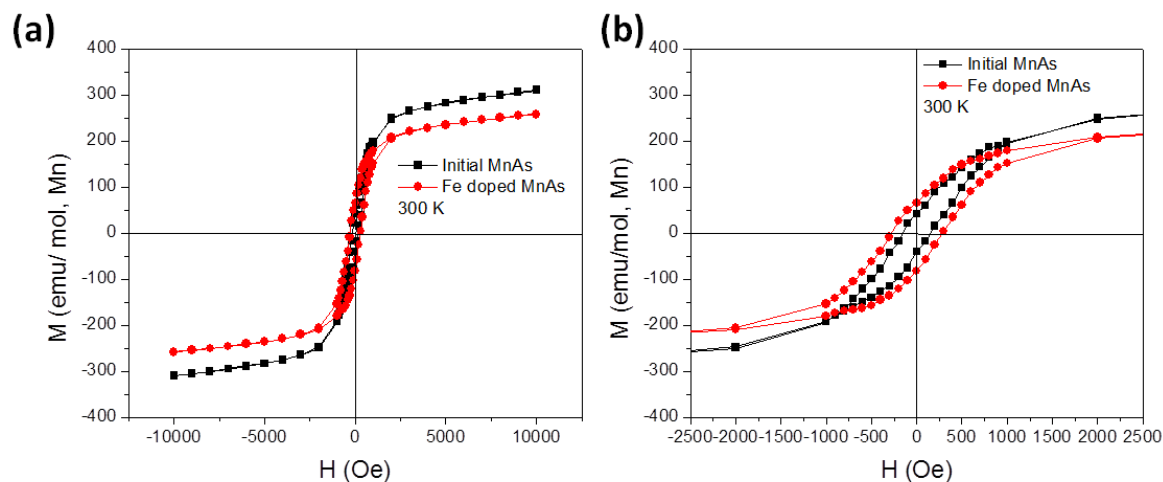 (a)
400
300
200
100
0
-100
-200
-300
-400
M (emu/ mol, Mn)
Initial MnAs
Fe doped MnAs
300 K
-10000 -5000 0 5000 10000
H (Oe)
(b)
400
300
200
100
0
-100
-200
-300
-400
M (emu/mol, Mn)
Initial MnAs
Fe doped MnAs
300 K
-2500 -2000 -1500 -1000 -500 0 500 1000 1500 2000 2500
H (Oe)